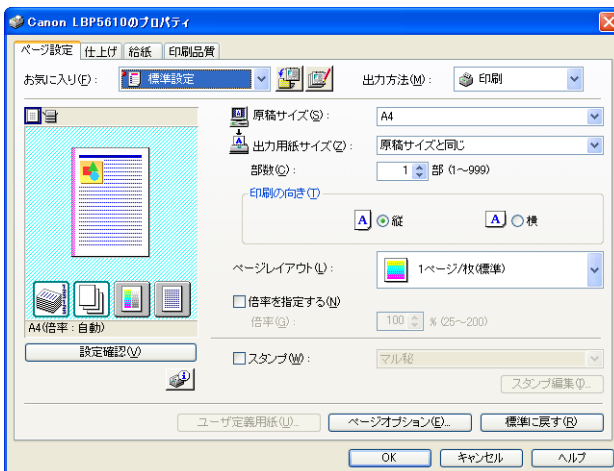 Canon LBP5610のプロパティ
ページ設定 仕上げ 給紙 印刷品質
お気に入り(F): 標準設定 出力方法(M): 印刷
原稿サイズ(S): A4
出力用紙サイズ(Z): 原稿サイズと同じ
部数(C): 1 部 (1～999)
印刷の向き(T)
A 縦 A 横
ページレイアウト(L): 1ページ/枚(標準)
倍率を指定する(N)
倍率(G): 100 % (25～200)
A4(倍率:自動)
設定確認(V)
スタンプ(W): マル秘
スタンプ編集(I)...
ユーザ定義用紙(U)... ページオプション(E)... 標準に戻す(R)
OK キャンセル ヘルプ